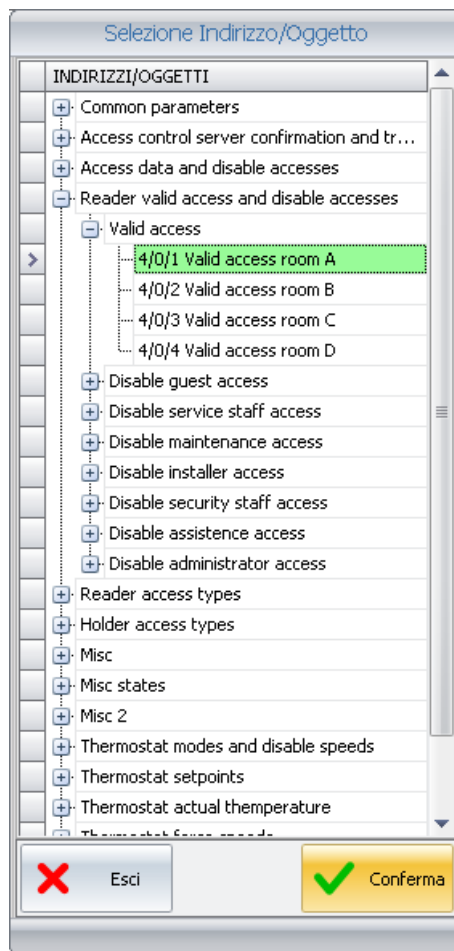 Selezione Indirizzo/Oggetto
INDIRIZZI/OGGETTI
Common parameters
Access control server confirmation and tr...
Access data and disable accesses
Reader valid access and disable accesses
Valid access
4/0/1 Valid access room A
4/0/2 Valid access room B
4/0/3 Valid access room C
4/0/4 Valid access room D
Disable guest access
Disable service staff access
Disable maintenance access
Disable installer access
Disable security staff access
Disable assistence access
Disable administrator access
Reader access types
Holder access types
Misc
Misc states
Misc 2
Thermostat modes and disable speeds
Thermostat setpoints
Thermostat actual themperature
Thermostat force speeds
Esci
Conferma